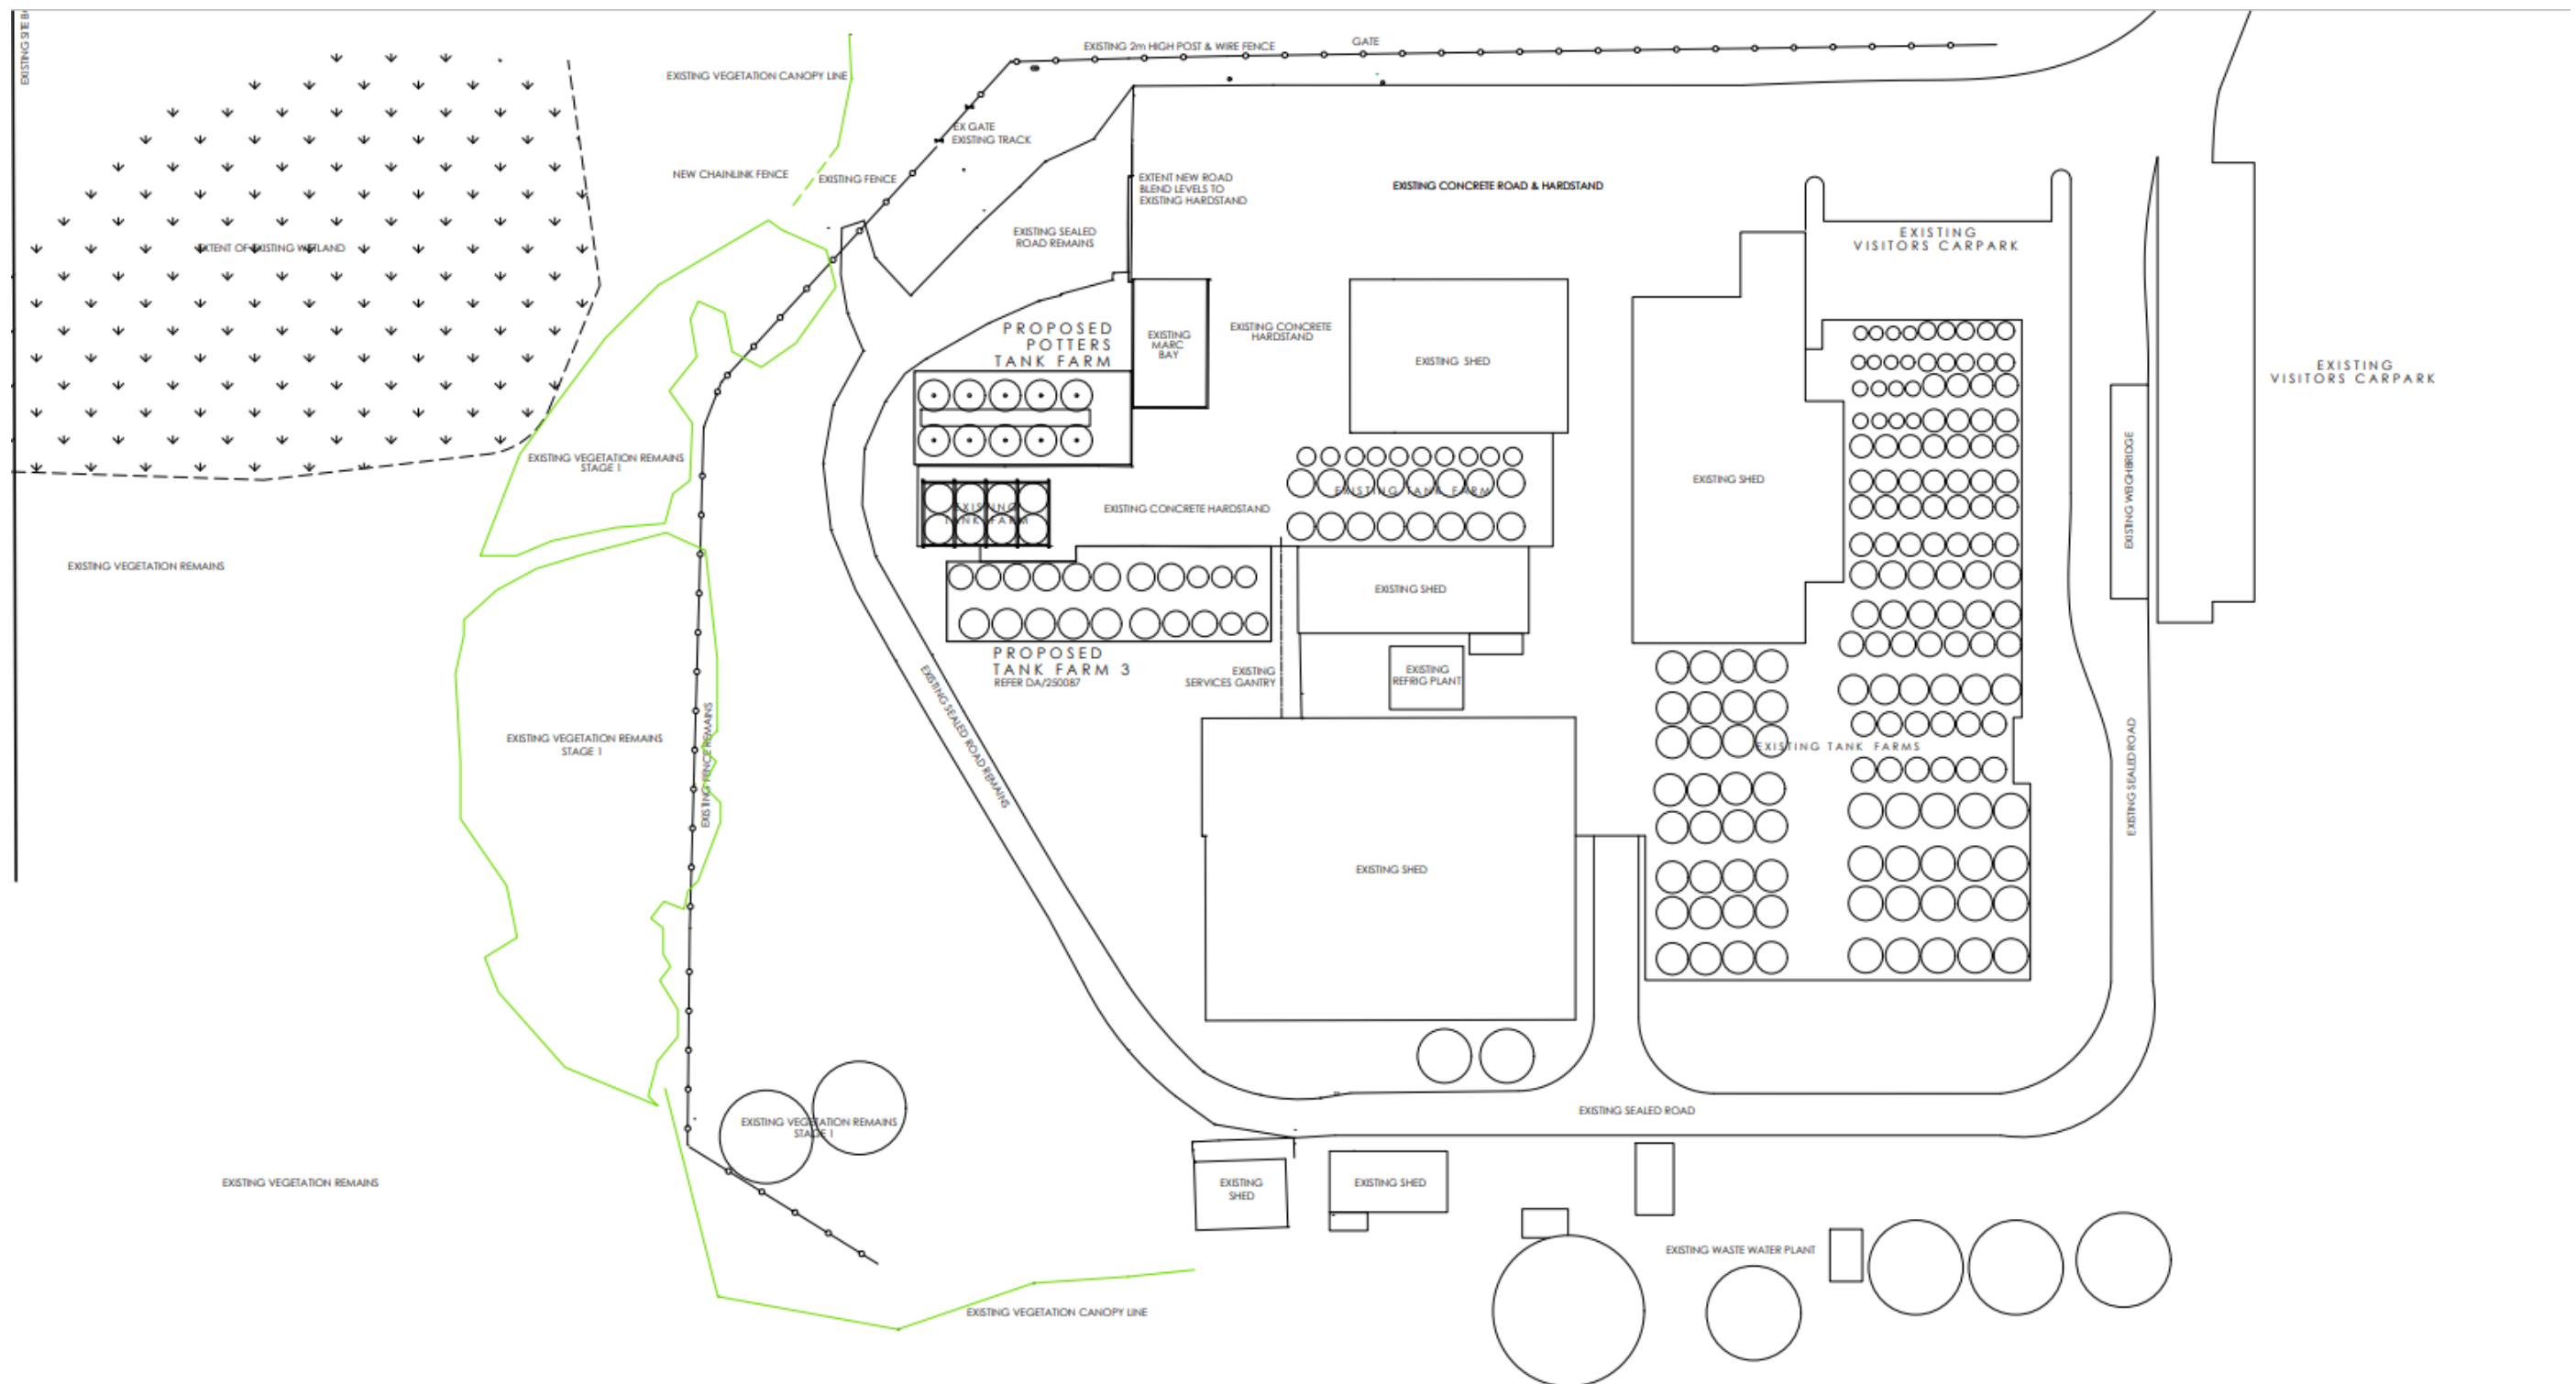 EXISTING SITE B
EXISTING 2m HIGH POST & WIRE FENCE
GATE
EXISTING VEGETATION CANOPY LINE
EX GATE
EXISTING TRACK
NEW CHAINLINK FENCE
EXISTING FENCE
EXTENT NEW ROAD
BLEND LEVELS TO
EXISTING HARDSTAND
EXISTING CONCRETE ROAD & HARDSTAND
EXISTING SEALED
ROAD REMAINS
EXISTING
VISITORS CARPARK
EXTENT OF EXISTING WETLAND
PROPOSED
POTTERS
TANK FARM
EXISTING
MARC
BAY
EXISTING CONCRETE
HARDSTAND
EXISTING SHED
EXISTING
VISITORS CARPARK
EXISTING VEGETATION REMAINS
STAGE 1
EXISTING TANK FARM
EXISTING SHED
EXISTING WEIGHBRIDGE
EXISTING
TANK FARM
EXISTING CONCRETE HARDSTAND
EXISTING VEGETATION REMAINS
EXISTING SHED
PROPOSED
TANK FARM 3
REFER DA/250087
EXISTING
SERVICES GANTRY
EXISTING
REFRIG PLANT
EXISTING VEGETATION REMAINS
STAGE 1
EXISTING FENCE REMAINS
EXISTING SEALED ROAD REMAINS
EXISTING TANK FARMS
EXISTING SEALED ROAD
EXISTING SHED
EXISTING VEGETATION REMAINS
STAGE 1
EXISTING SEALED ROAD
EXISTING VEGETATION REMAINS
EXISTING
SHED
EXISTING SHED
EXISTING WASTE WATER PLANT
EXISTING VEGETATION CANOPY LINE